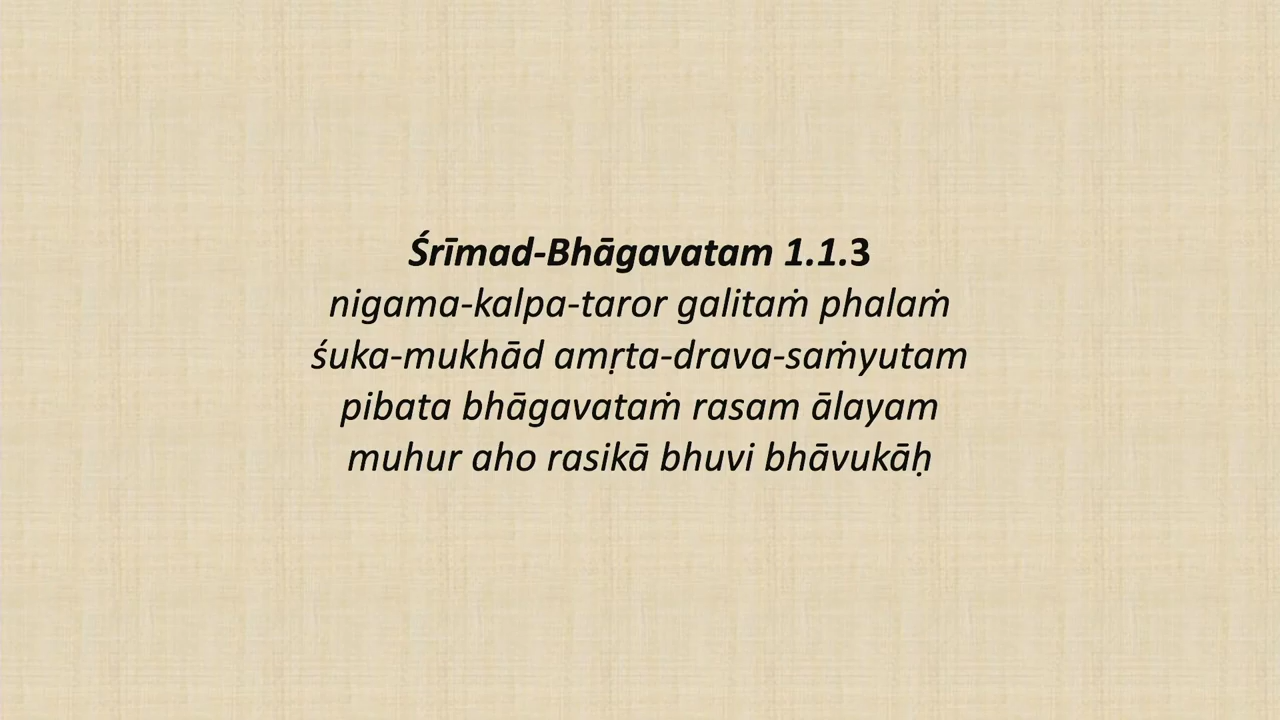 Śrīmad-Bhāgavatam 1.1.3
nigama-kalpa-taror galitaṁ phalaṁ
śuka-mukhād amṛta-drava-saṁyutam
pibata bhāgavataṁ rasam ālayam
muhur aho rasikā bhuvi bhāvukāḥ